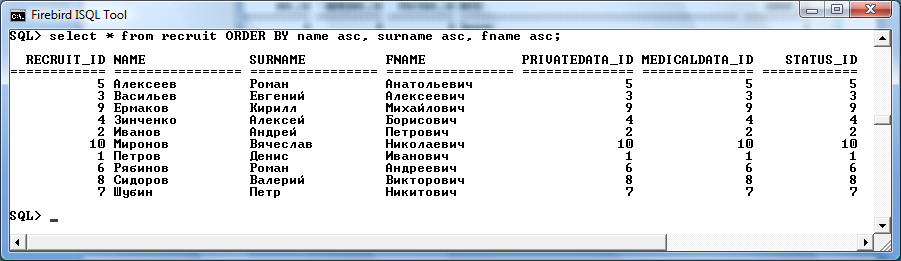 Firebird ISQL Tool
SQL> select * from recruit ORDER BY name asc, surname asc, fname asc;
RECRUIT_ID NAME SURNAME FNAME PRIVATEDATA_ID MEDICALDATA_ID STATUS_ID
============ ================ ================ ================ ============== ============== ============
5 Алексеев Роман Анатольевич 5 5 5
3 Васильев Евгений Алексеевич 3 3 3
9 Ермаков Кирилл Михайлович 9 9 9
4 Зинченко Алексей Борисович 4 4 4
2 Иванов Андрей Петрович 2 2 2
10 Миронов Вячеслав Николаевич 10 10 10
1 Петров Денис Иванович 1 1 1
6 Рябинов Роман Андреевич 6 6 6
8 Сидоров Валерий Викторович 8 8 8
7 Шубин Петр Никитович 7 7 7
SQL> _